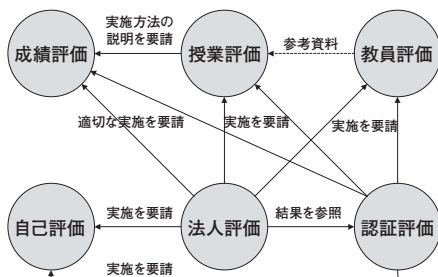 実施方法の
説明を要請
成績評価
授業評価
参考資料
教員評価
適切な実施を要請
実施を要請
実施を要請
自己評価
実施を要請
法人評価
結果を参照
認証評価
実施を要請